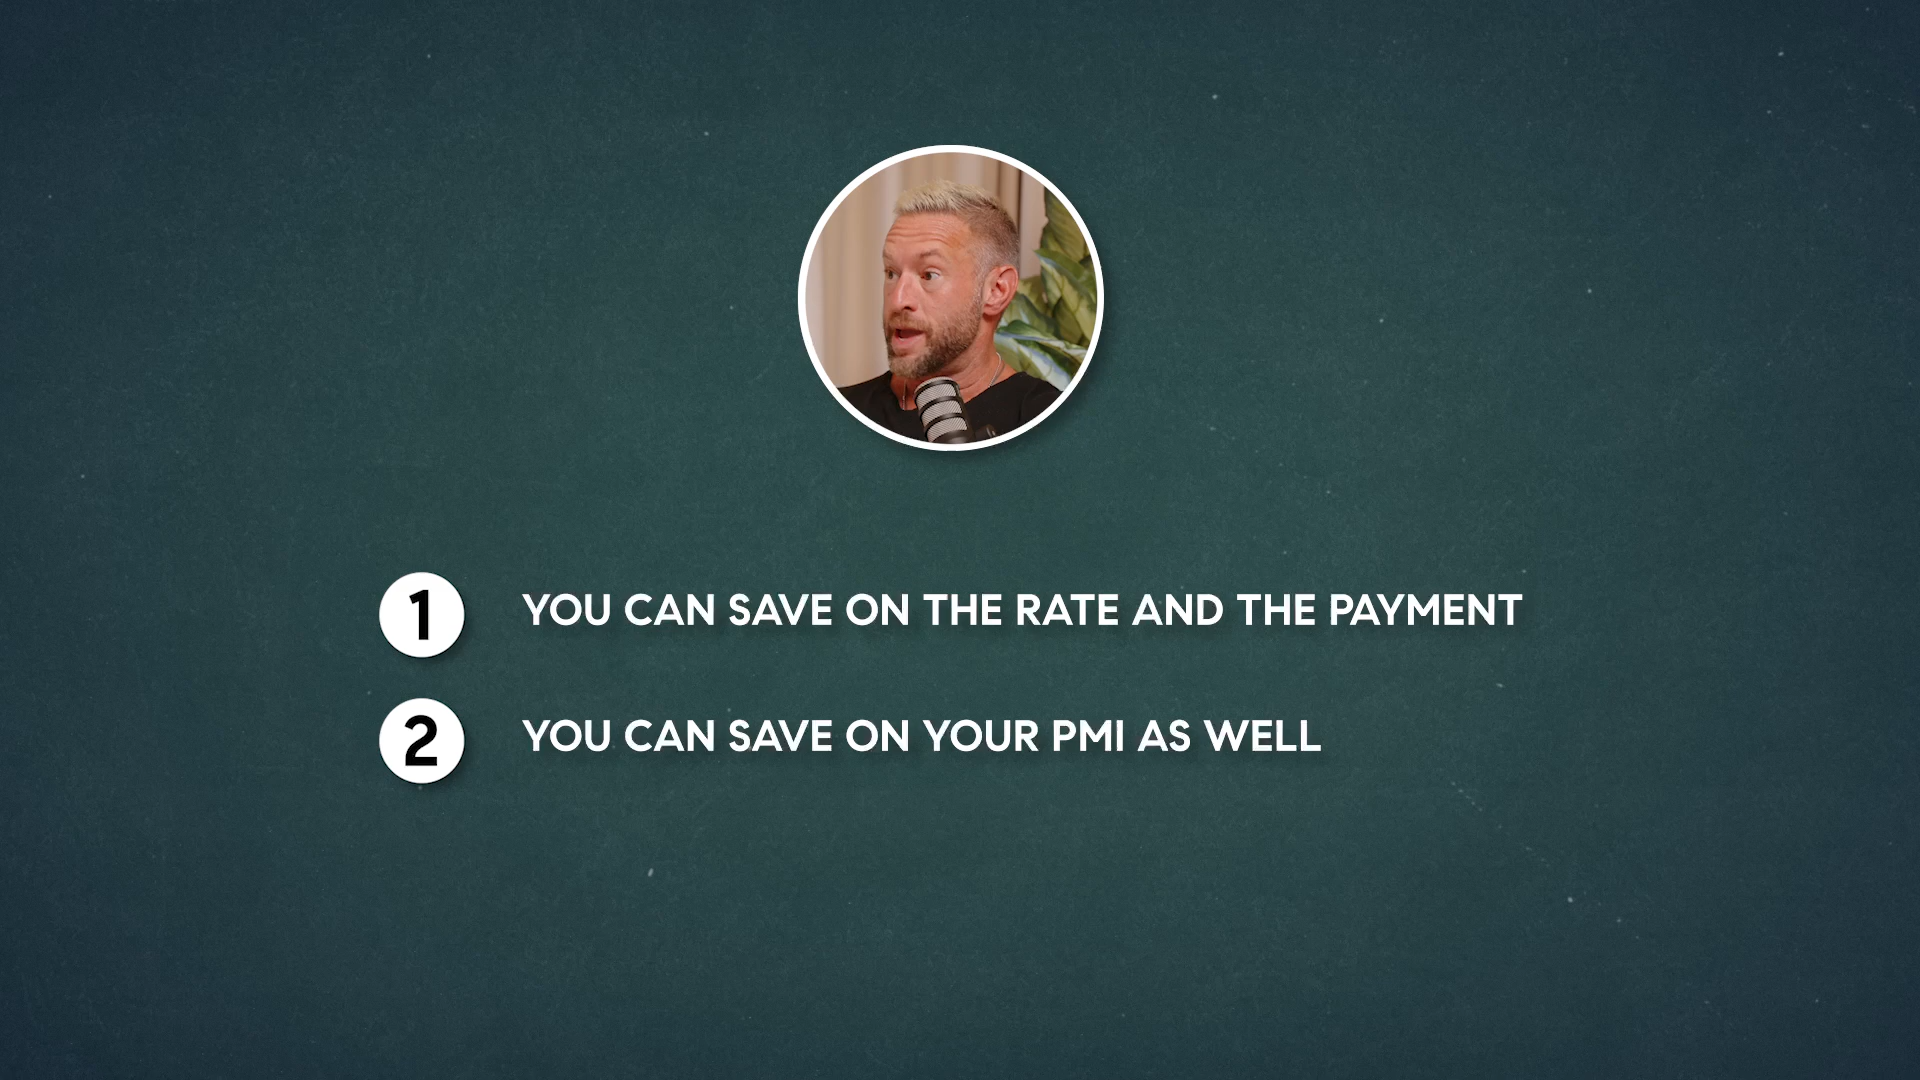 1 YOU CAN SAVE ON THE RATE AND THE PAYMENT
2 YOU CAN SAVE ON YOUR PMI AS WELL